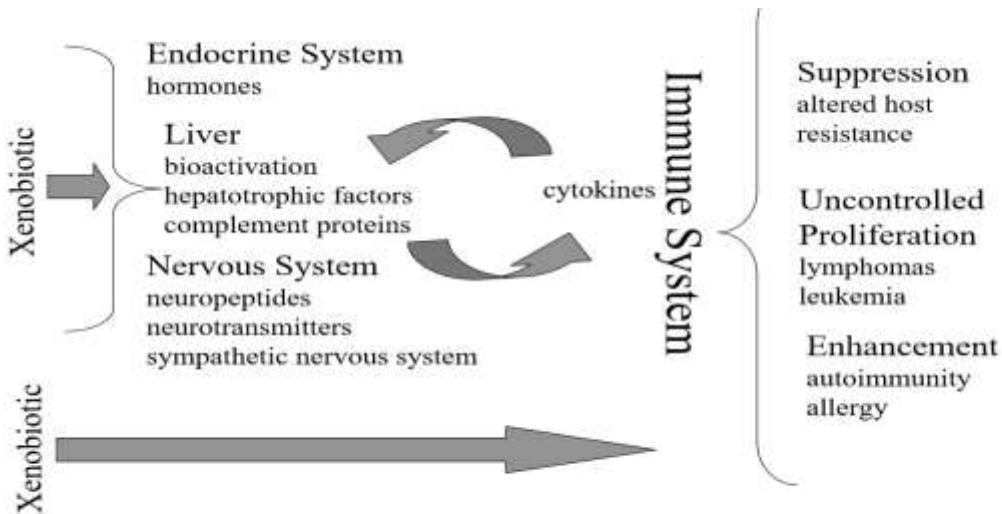 Xenobiotic
Endocrine System
hormones
Liver
bioactivation
hepatotrophic factors
complement proteins
Nervous System
neuropeptides
neurotransmitters
sympathetic nervous system
cytokines
Immune System
Suppression
altered host
resistance
Uncontrolled
Proliferation
lymphomas
leukemia
Enhancement
autoimmunity
allergy
Xenobiotic